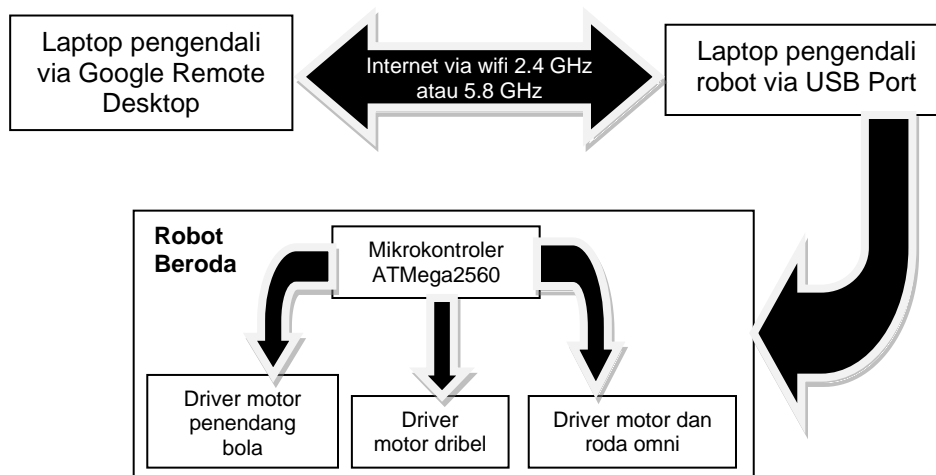 Laptop pengendali
via Google Remote
Desktop
Internet via wifi 2.4 GHz
atau 5.8 GHz
Laptop pengendali
robot via USB Port
Robot
Beroda
Mikrokontroler
ATMega2560
Driver motor
penendang
bola
Driver
motor dribel
Driver motor dan
roda omni